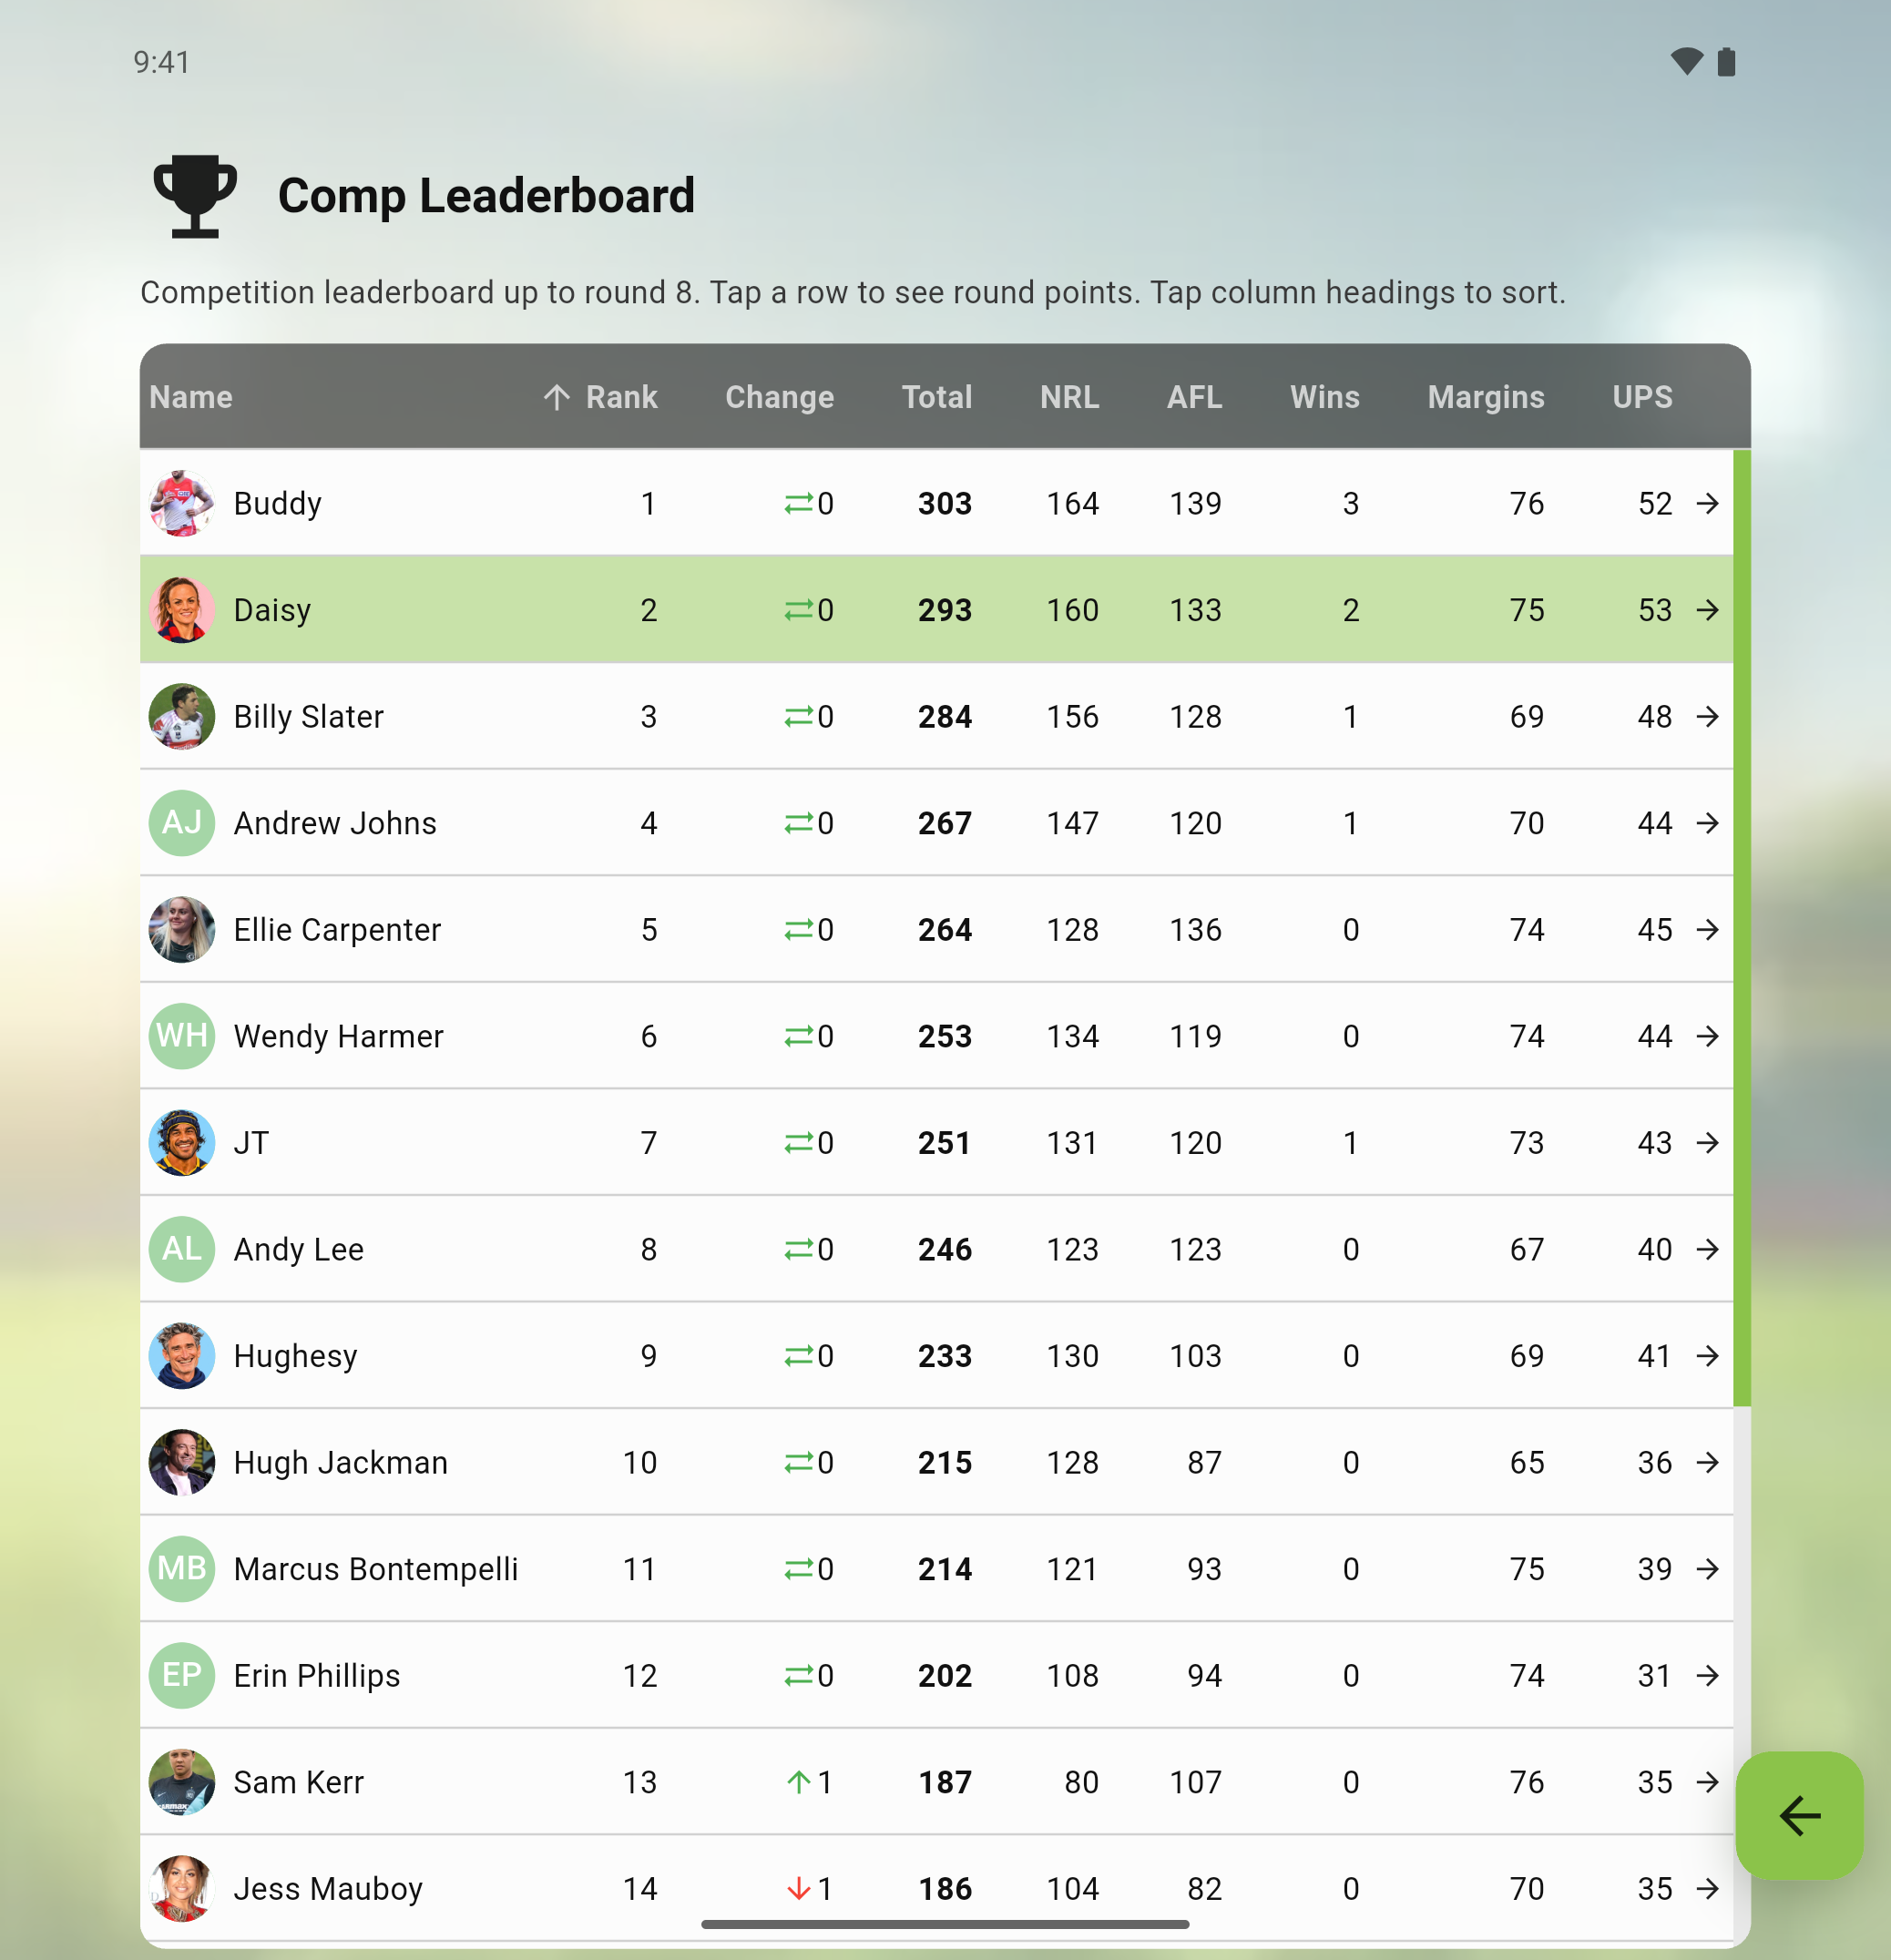 9:41
Comp Leaderboard
Competition leaderboard up to round 8. Tap a row to see round points. Tap column headings to sort.
Name Rank Change Total NRL AFL Wins Margins UPS
Buddy 1 0 303 164 139 3 76 52
Daisy 2 0 293 160 133 2 75 53
Billy Slater 3 0 284 156 128 1 69 48
AJ Andrew Johns 4 0 267 147 120 1 70 44
Ellie Carpenter 5 0 264 128 136 0 74 45
WH Wendy Harmer 6 0 253 134 119 0 74 44
JT 7 0 251 131 120 1 73 43
AL Andy Lee 8 0 246 123 123 0 67 40
Hughesy 9 0 233 130 103 0 69 41
Hugh Jackman 10 0 215 128 87 0 65 36
MB Marcus Bontempelli 11 0 214 121 93 0 75 39
EP Erin Phillips 12 0 202 108 94 0 74 31
Sam Kerr 13 1 187 80 107 0 76 35
Jess Mauboy 14 1 186 104 82 0 70 35